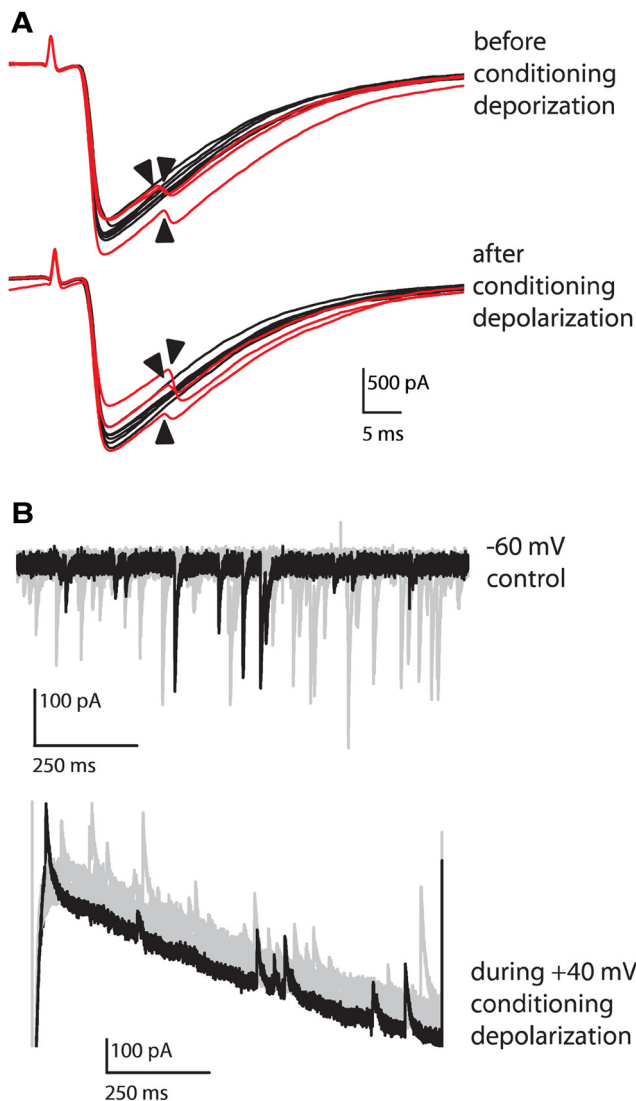 A
before
conditioning
deporization
after
conditioning
depolarization
500 pA
5 ms
B
-60 mV
control
100 pA
250 ms
during +40 mV
conditioning
depolarization
100 pA
250 ms